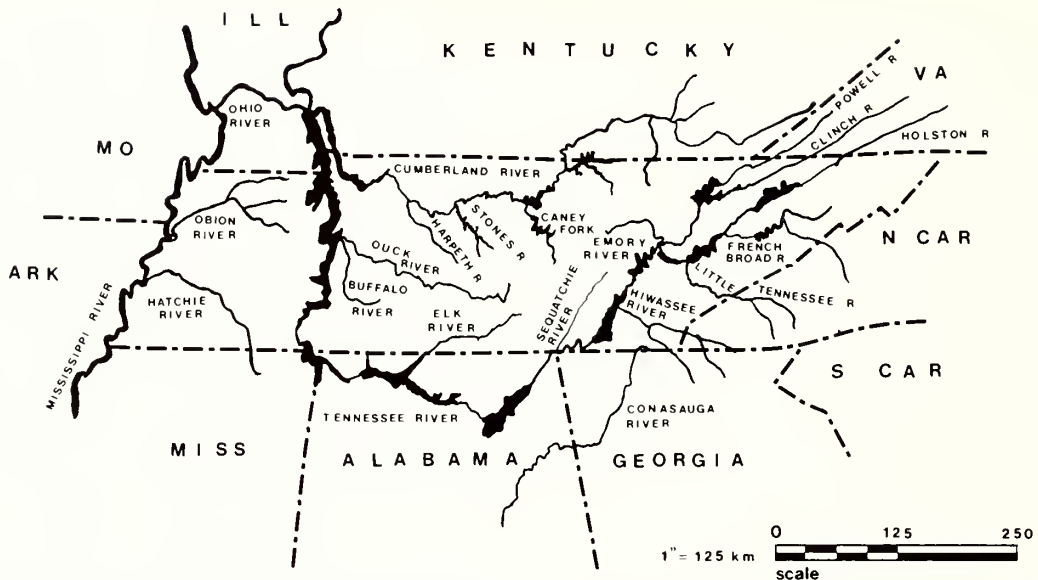 ILL
KENTUCKY
VA
POWELL R
CLINCH R
HOLSTON R
OHIO
RIVER
MO
CUMBERLAND RIVER
OBION
RIVER
HARPETH R
STONES R
CANEY
FORK
EMORY
RIVER
FRENCH
BROAD R
N CAR
ARK
DUCK
RIVER
BUFFALO
RIVER
LITTLE
TENNESSEE R
HATCHIE
RIVER
ELK
RIVER
SEQUATCHIE
RIVER
HIWASSEE
RIVER
MISSISSIPPI RIVER
S CAR
TENNESSEE RIVER
CONASAUGA
RIVER
MISS
ALABAMA
GEORGIA
0 125 250
1" = 125 km
scale